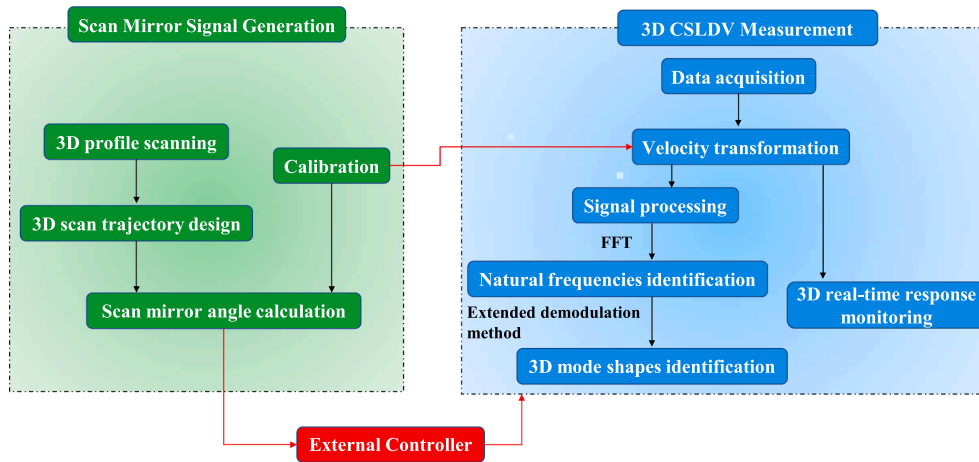 Scan Mirror Signal Generation
3D profile scanning
Calibration
3D scan trajectory design
Scan mirror angle calculation
External Controller
3D CSLDV Measurement
Data acquisition
Velocity transformation
Signal processing
FFT
Natural frequencies identification
Extended demodulation
method
3D mode shapes identification
3D real-time response
monitoring